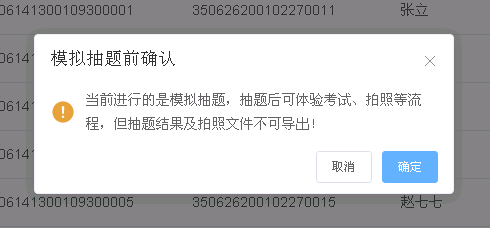 061413001093000001 350626200102270011 张立
模拟抽题前确认
当前进行的是模拟抽题，抽题后可体验考试、拍照等流
程，但抽题结果及拍照文件不可导出！
取消 确定
06141300109300005 350626200102270015 赵七七